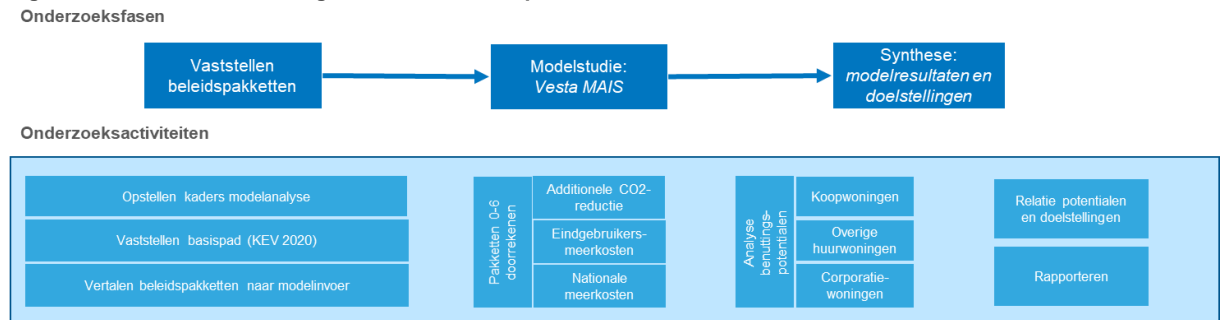 Onderzoeksfasen
Vaststellen
beleidspakketten
Modelstudie:
Vesta MAIS
Synthese:
modelresultaten en
doelstellingen
Onderzoeksactiviteiten
Opstellen kaders modelanalyse
Vaststellen basispad (KEV 2020)
Vertalen beleidspakketten naar modelinvoer
Pakketten 0-6
doorrekenen
Additionele CO2-
reductie
Eindgebruikers-
meerkosten
Nationale
meerkosten
Analyse
benuttings-
potentialen
Koopwoningen
Overige
huurwoningen
Corporatie-
woningen
Relatie potentialen
en doelstellingen
Rapporteren